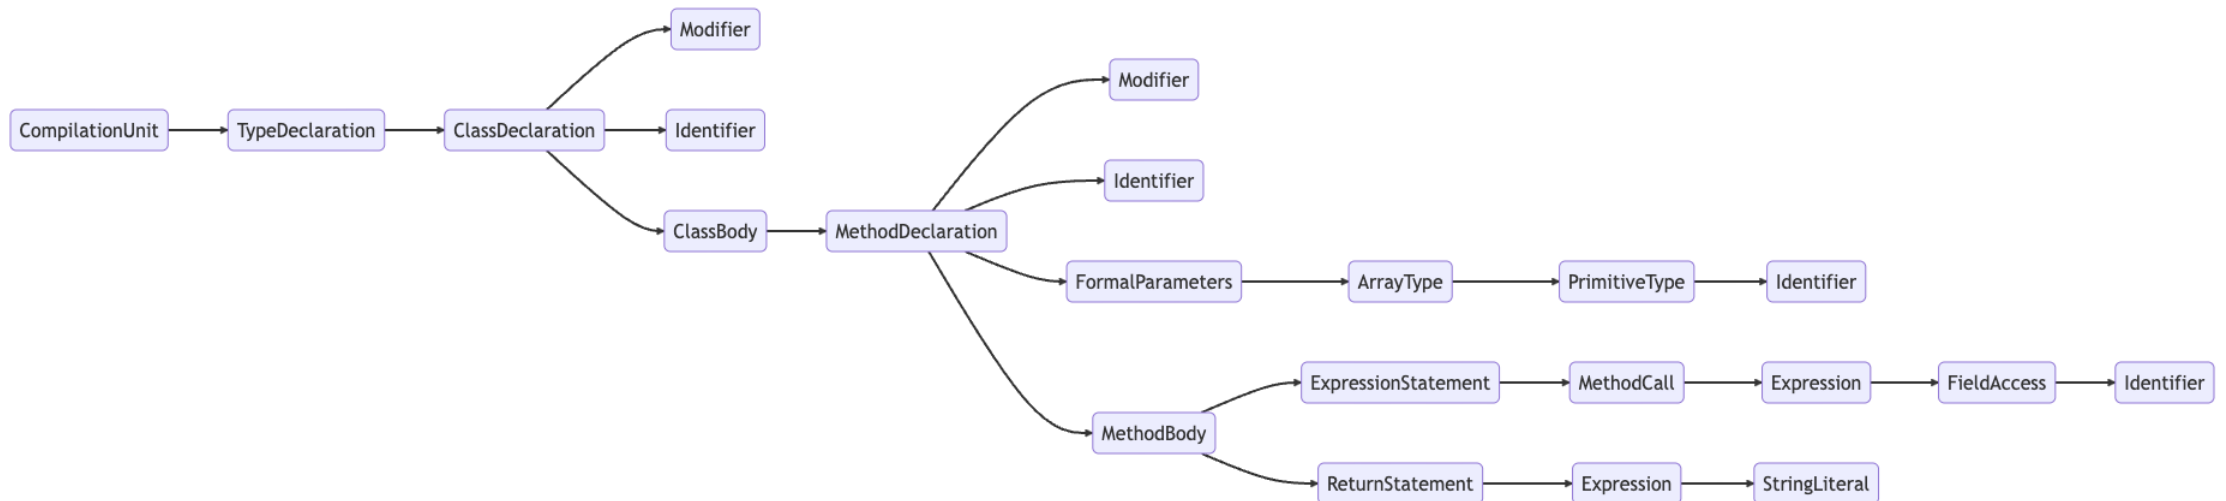 Modifier
Modifier
CompilationUnit
TypeDeclaration
ClassDeclaration
Identifier
Identifier
ClassBody
MethodDeclaration
FormalParameters
ArrayType
PrimitiveType
Identifier
ExpressionStatement
MethodCall
Expression
FieldAccess
Identifier
MethodBody
ReturnStatement
Expression
StringLiteral